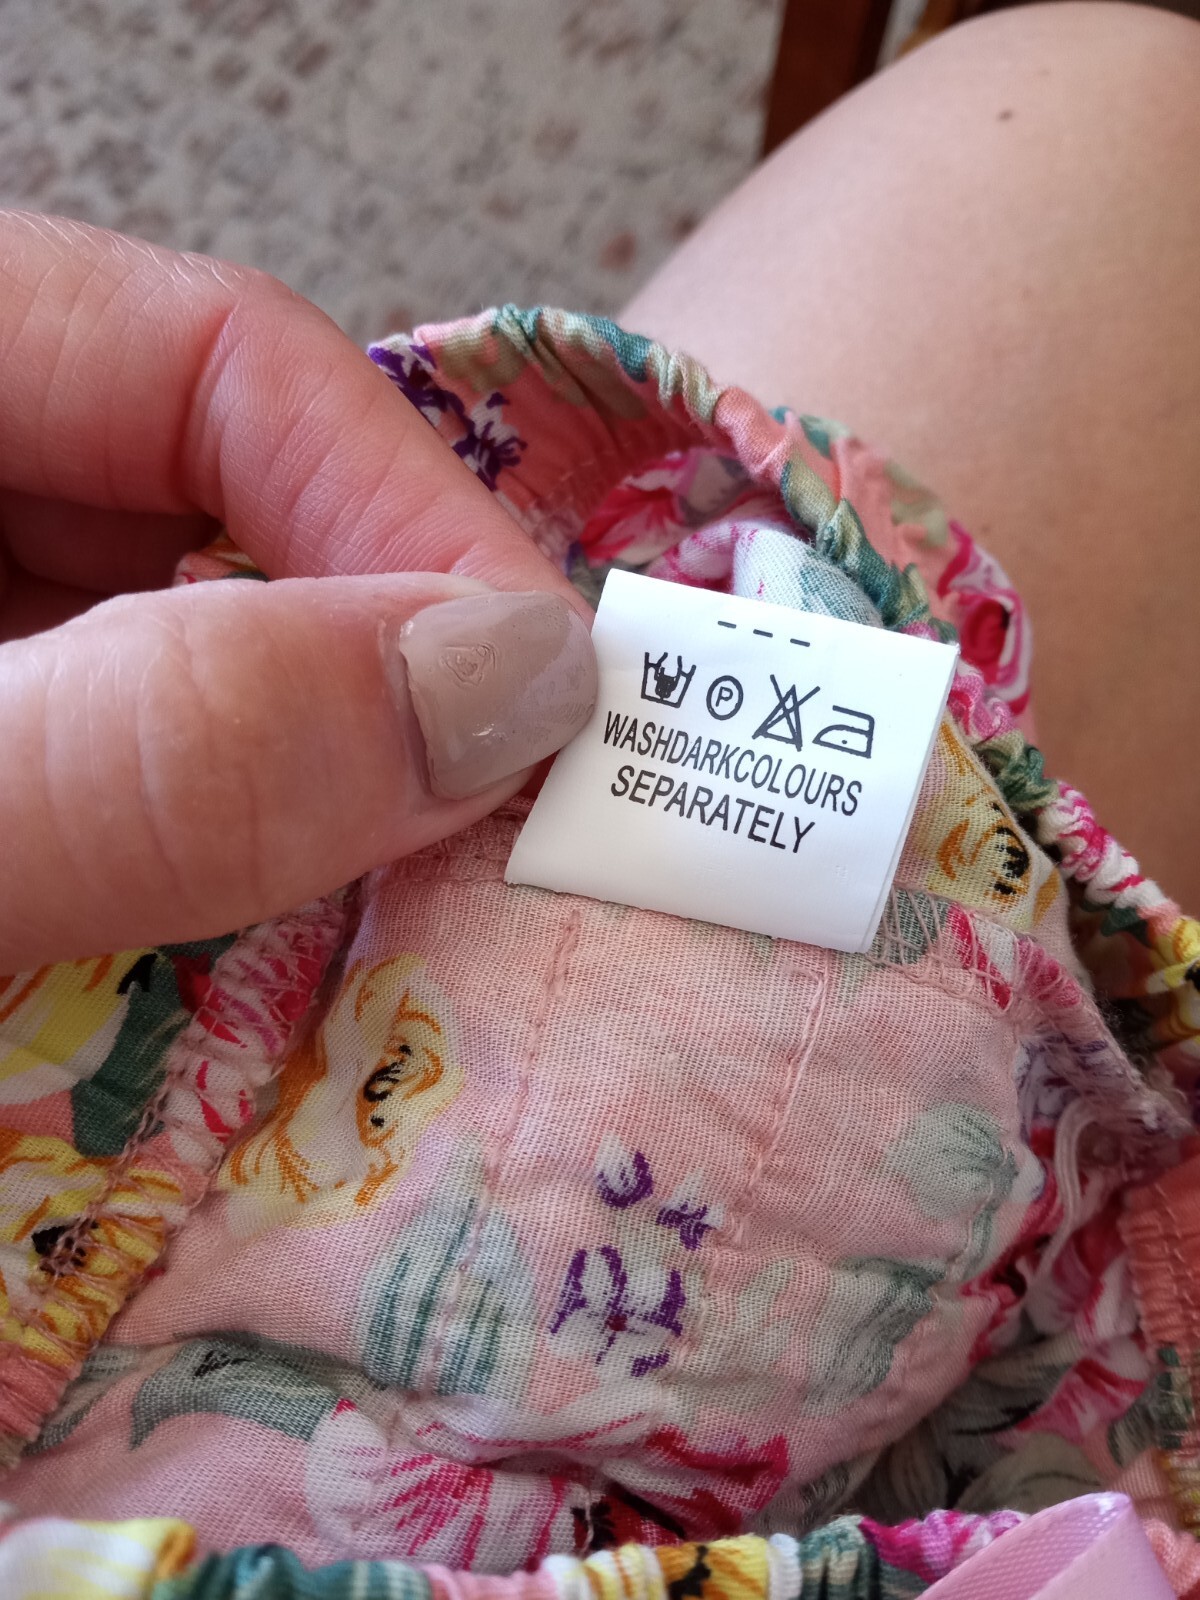 - - -
P
WASHDARKCOLOURS
SEPARATELY